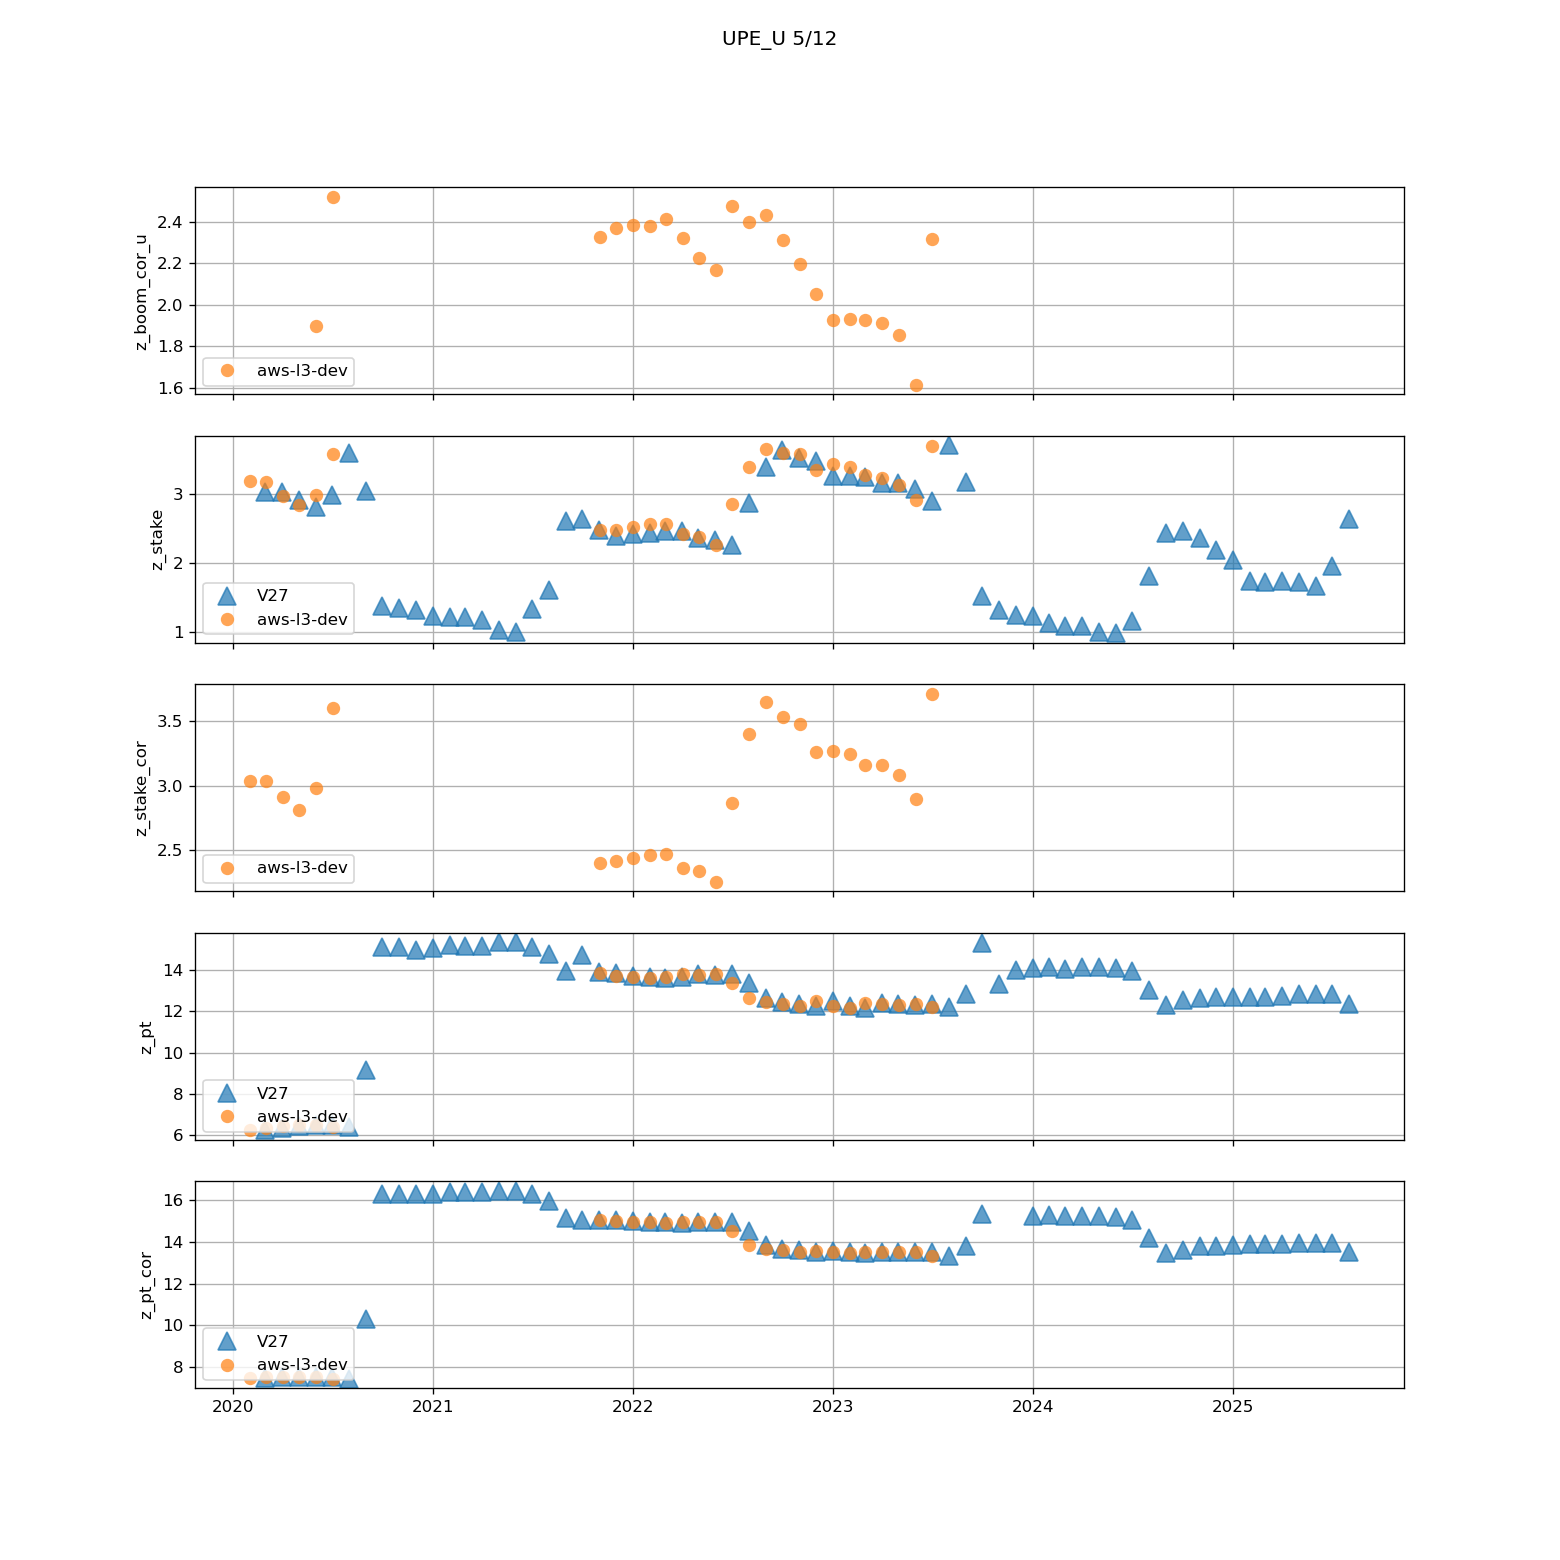 UPE_U 5/12
z_boom_cor_u
2.4
2.2
2.0
1.8
1.6
aws-l3-dev
z_stake
3
2
1
V27
aws-l3-dev
z_stake_cor
3.5
3.0
2.5
aws-l3-dev
z_pt
14
12
10
8
6
V27
aws-l3-dev
z_pt_cor
16
14
12
10
8
V27
aws-l3-dev
2020 2021 2022 2023 2024 2025